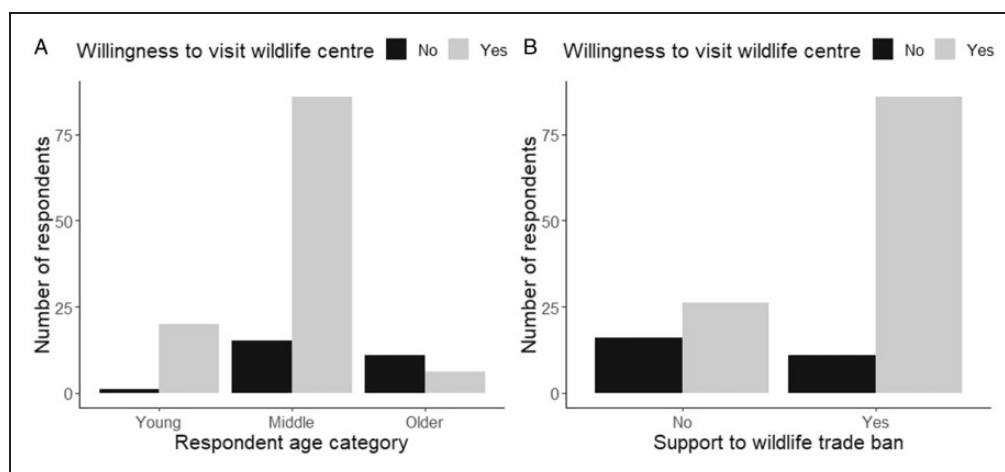 A Willingness to visit wildlife centre No Yes
Number of respondents
75
50
25
0
Young Middle Older
Respondent age category
B Willingness to visit wildlife centre No Yes
Number of respondents
75
50
25
0
No Yes
Support to wildlife trade ban